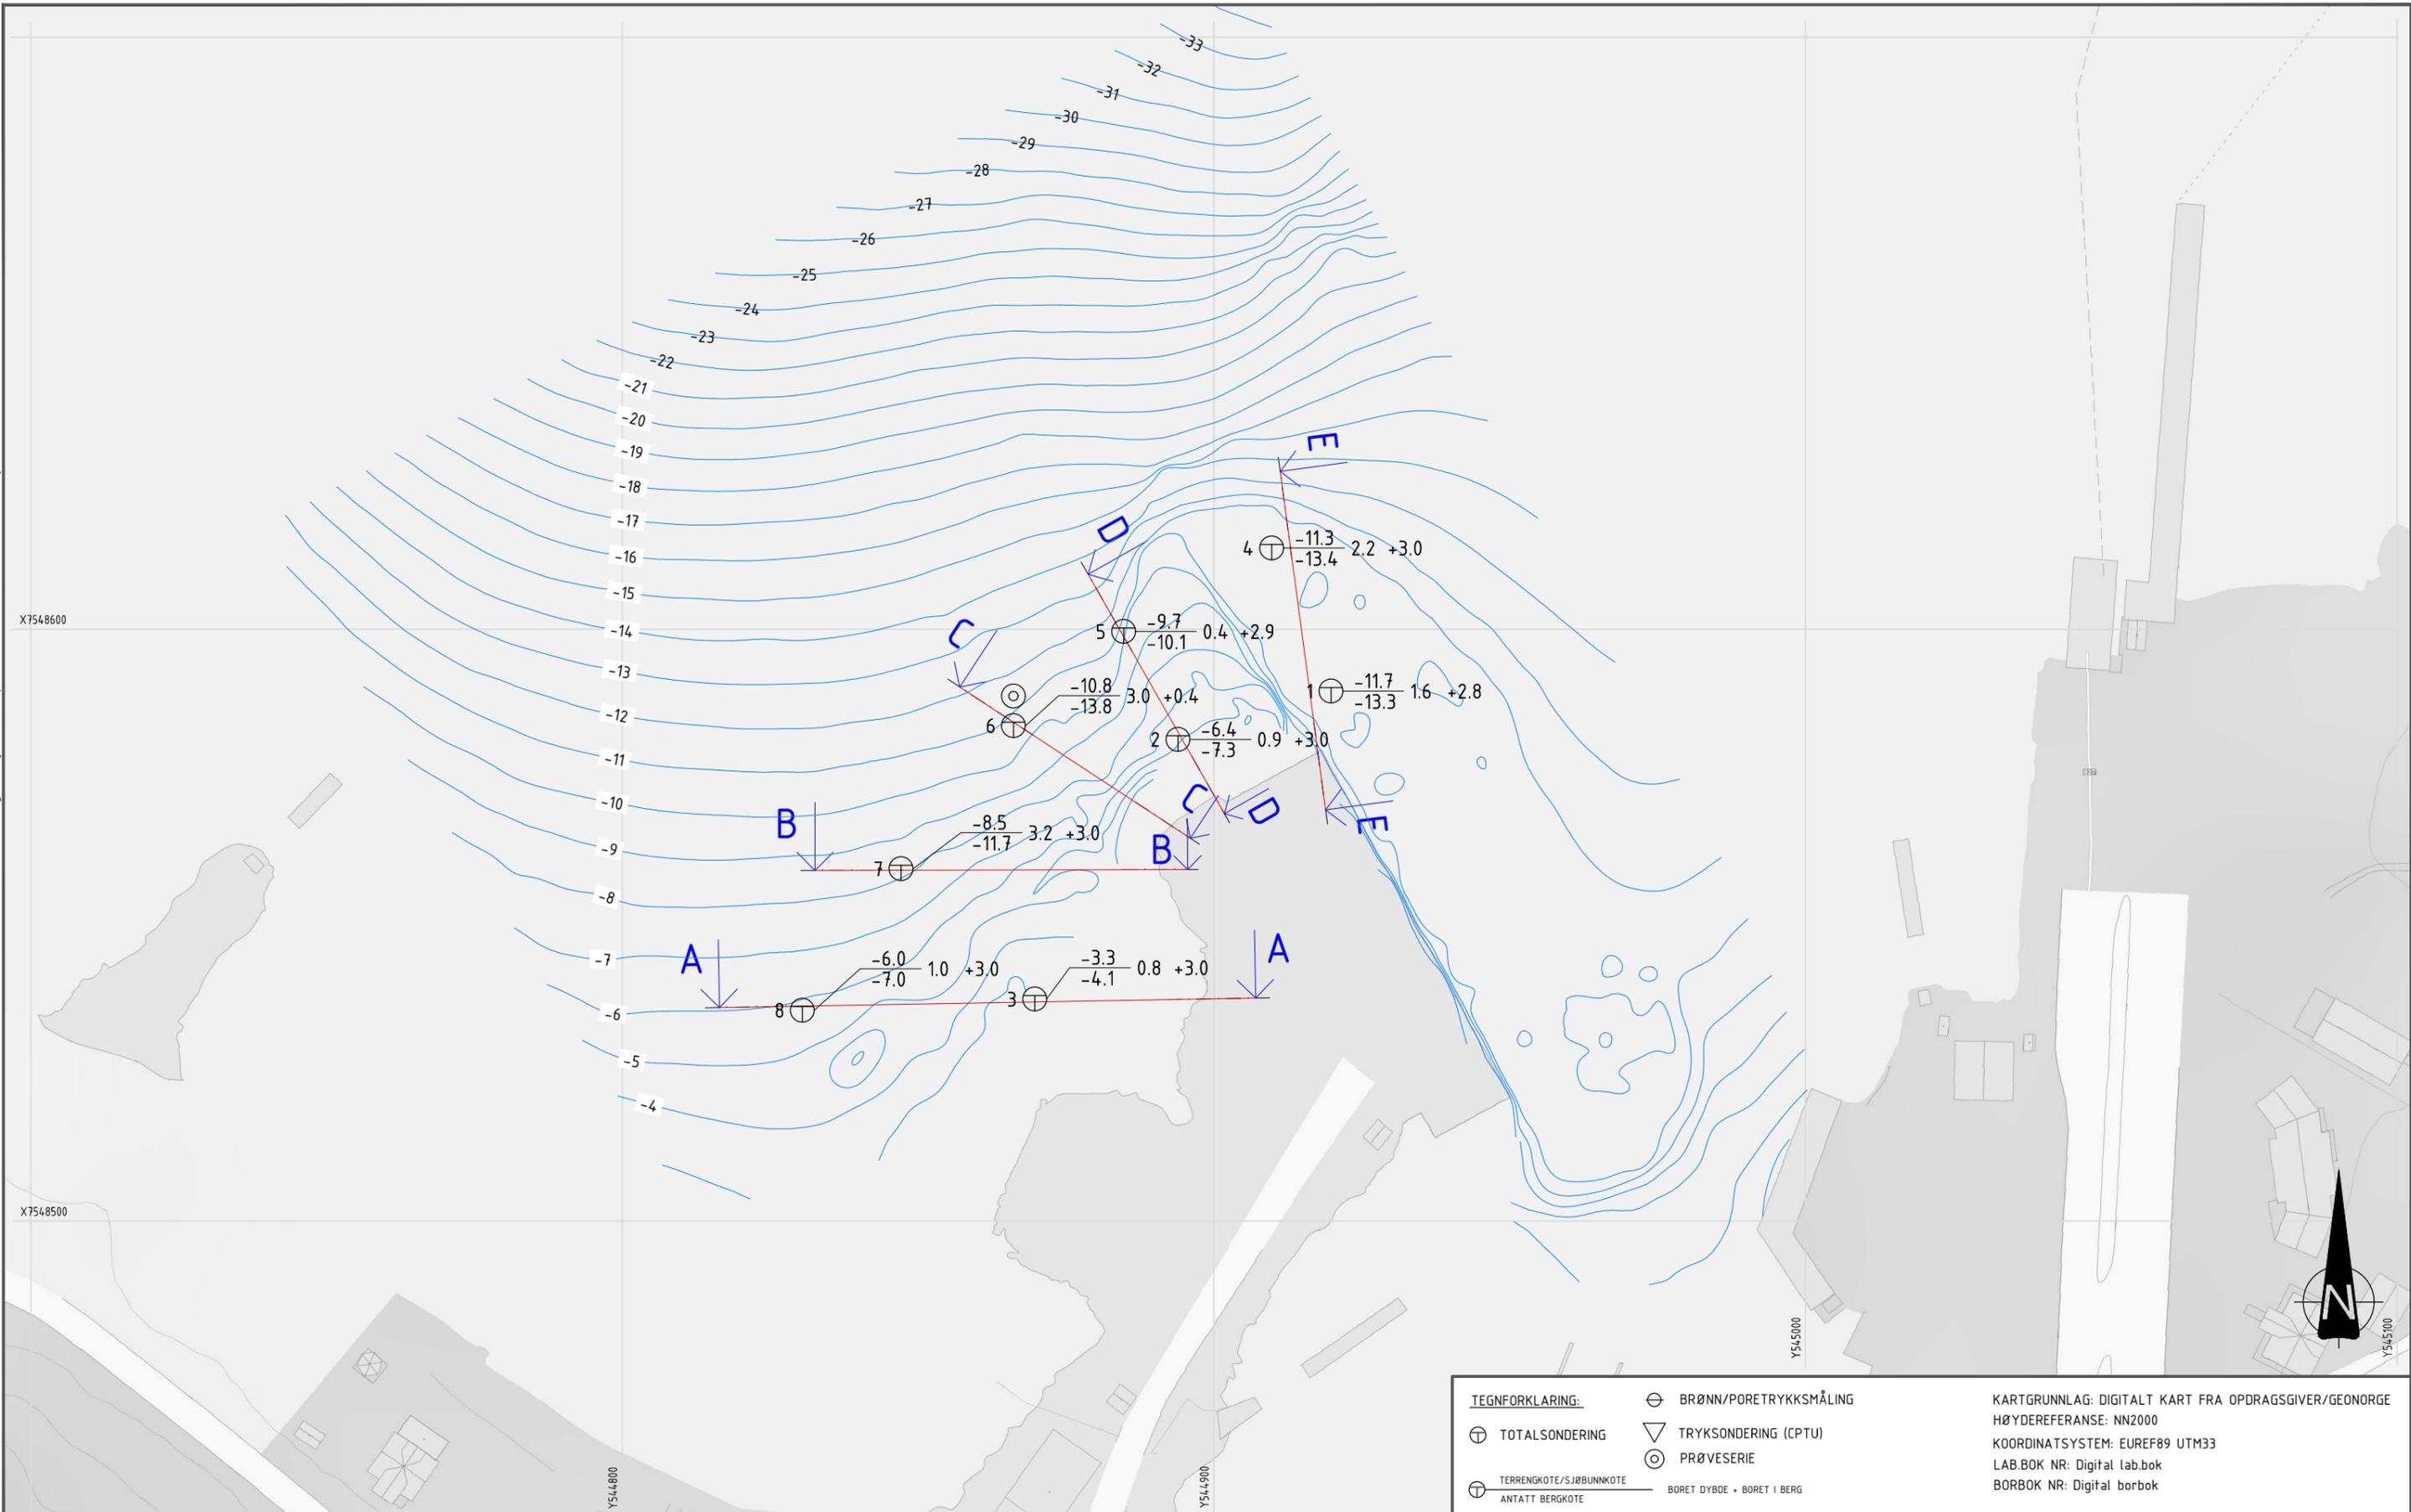 -33
-32
-31
-30
-29
-28
-27
-26
-25
-24
-23
-22
-21
-20
-19
-18
-17
-16
-15
-14
-13
-12
-11
-10
-9
-8
-7
-6
-5
-4
E
D
4 -11.3 2.2 +3.0
-13.4
X7548600
C
5 -9.7 0.4 +2.9
-10.1
6 -10.8 3.0 +0.4
-13.8
1 -11.7 1.6 +2.8
-13.3
2 -6.4 0.9 +3.0
-7.3
C D E
B B
7 -8.5 3.2 +3.0
-11.7
A A
8 -6.0 1.0 +3.0
-7.0
3 -3.3 0.8 +3.0
-4.1
X7548500
Y544800
Y544900
Y545000
Y545100
N
TEGNFORKLARING:
TOTALSONDERING
BRØNN/PORETRYKKSMÅLING
TRYKSONDERING (CPTU)
PRØVESERIE
TERRENGKOTE/SJØBUNNKOTE
ANTATT BERGKOTE
BORET DYBDE + BORET I BERG
KARTGRUNNLAG: DIGITALT KART FRA OPDRAGSGIVER/GEONORGE
HØYDEREFERANSE: NN2000
KOORDINATSYSTEM: EUREF89 UTM33
LAB.BOK NR: Digital lab.bok
BORBOK NR: Digital borbok